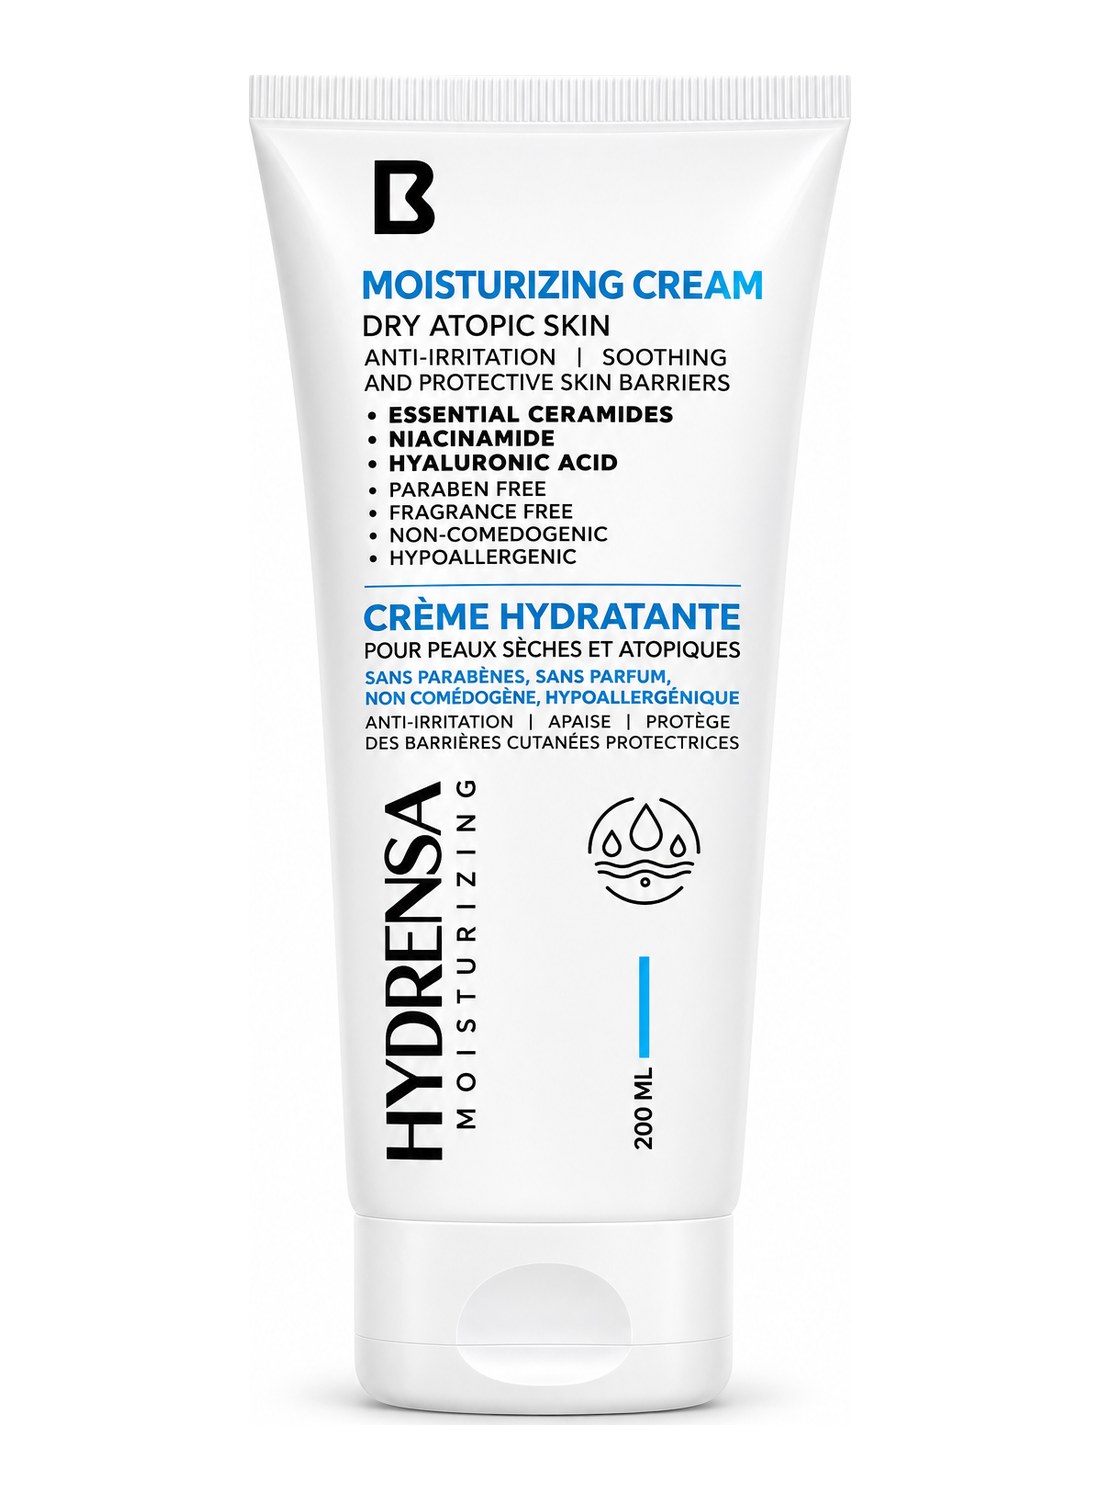 B
MOISTURIZING CREAM
DRY ATOPIC SKIN
ANTI-IRRITATION | SOOTHING
AND PROTECTIVE SKIN BARRIERS
• ESSENTIAL CERAMIDES
• NIACINAMIDE
• HYALURONIC ACID
• PARABEN FREE
• FRAGRANCE FREE
• NON-COMEDOGENIC
• HYPOALLERGENIC
CRÈME HYDRATANTE
POUR PEAUX SÈCHES ET ATOPIQUES
SANS PARABÈNES, SANS PARFUM,
NON COMÉDOGÈNE, HYPOALLERGÉNIQUE
ANTI-IRRITATION | APAISE | PROTÈGE
DES BARRIÈRES CUTANÉES PROTECTRICES
HYDRENSA
MOISTURIZING
200 ML